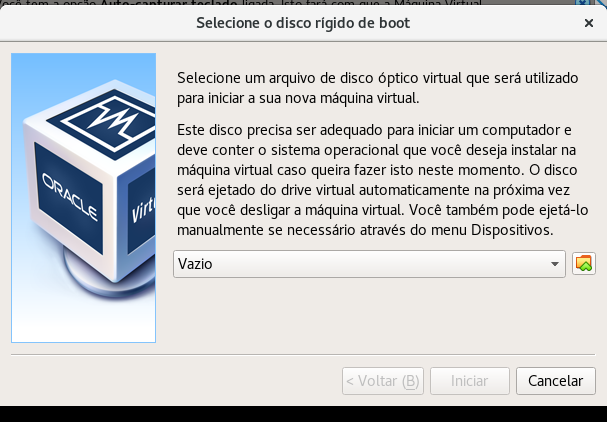 Você tem a opção Auto-capturar teclado ligada. Isto fará com que a Máquina Virtual
Selecione o disco rígido de boot
Selecione um arquivo de disco óptico virtual que será utilizado
para iniciar a sua nova máquina virtual.
Este disco precisa ser adequado para iniciar um computador e
deve conter o sistema operacional que você deseja instalar na
máquina virtual caso queira fazer isto neste momento. O disco
será ejetado do drive virtual automaticamente na próxima vez
que você desligar a máquina virtual. Você também pode ejetá-lo
manualmente se necessário através do menu Dispositivos.
ORACLE
Virtu
Vazio
< Voltar (B)
Iniciar
Cancelar